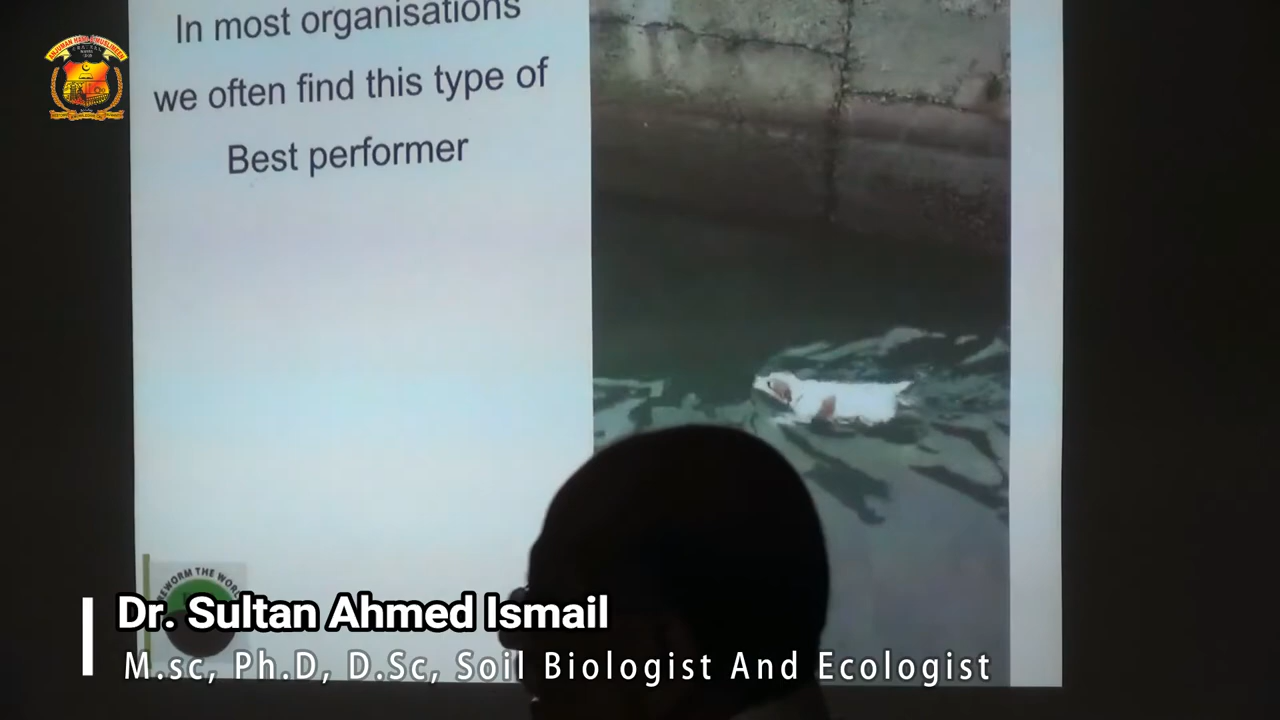 In most organisations
we often find this type of
Best performer
Dr. Sultan Ahmed Ismail
M.sc, Ph.D, D.Sc, Soil Biologist And Ecologist